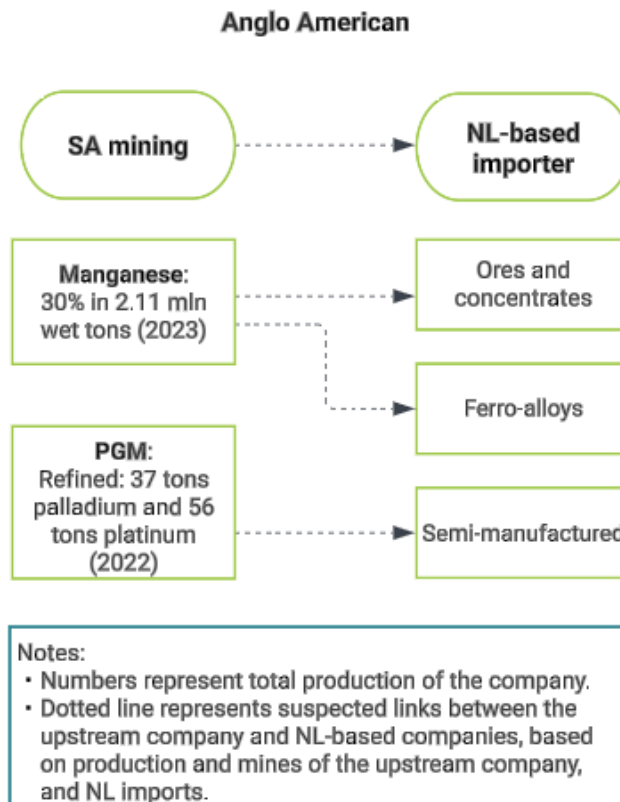 Anglo American
SA mining
NL-based
importer
Manganese:
30% in 2.11 mln
wet tons (2023)
Ores and
concentrates
Ferro-alloys
PGM:
Refined: 37 tons
palladium and 56
tons platinum
(2022)
Semi-manufactured
Notes:
• Numbers represent total production of the company.
• Dotted line represents suspected links between the
upstream company and NL-based companies, based
on production and mines of the upstream company,
and NL imports.